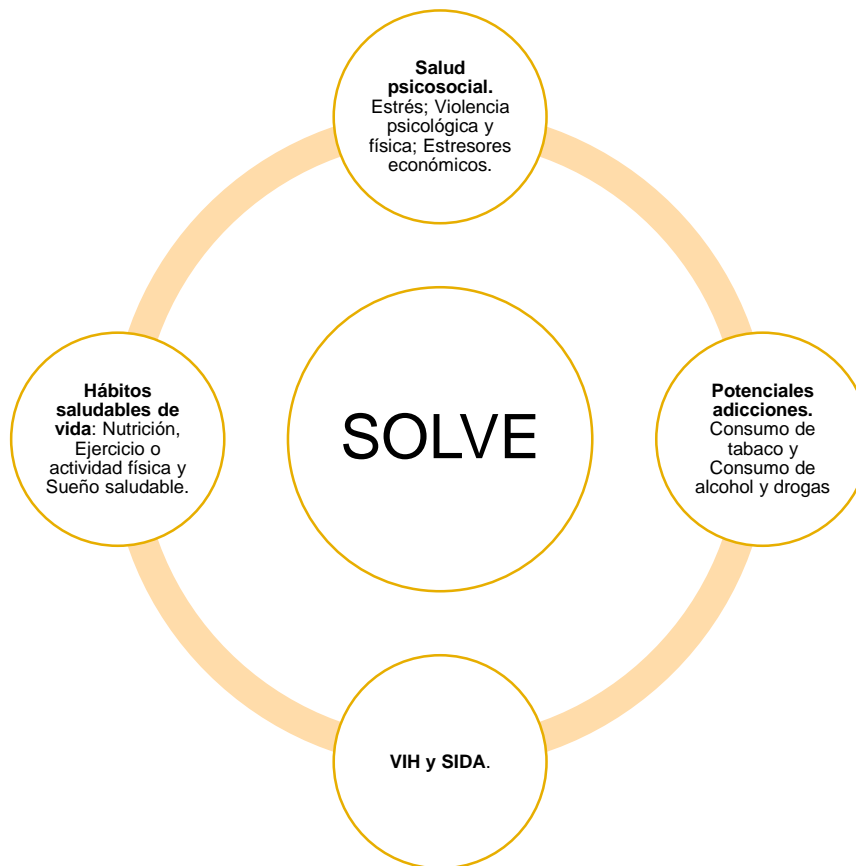 Salud
psicosocial.
Estrés; Violencia
psicológica y
física; Estresores
económicos.
Hábitos
saludables de
vida: Nutrición,
Ejercicio o
actividad física y
Sueño saludable.
SOLVE
Potenciales
adicciones.
Consumo de
tabaco y
Consumo de
alcohol y drogas
VIH y SIDA.